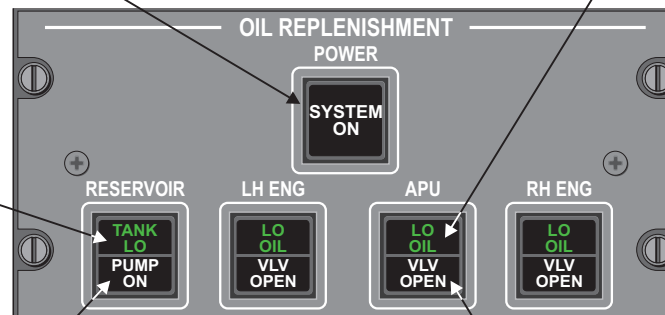 OIL REPLENISHMENT
POWER
SYSTEM
ON
RESERVOIR LH ENG APU RH ENG
TANK LO LO LO
LO OIL OIL OIL
PUMP VLV VLV VLV
ON OPEN OPEN OPEN